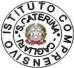 ISTITUTO COMPRENSIVO
S. CATERINA
CAGLIARI